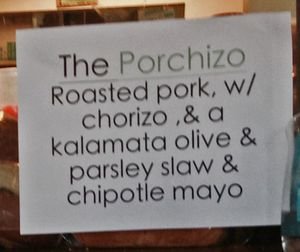 The Porchizo
Roasted pork, w/
chorizo ,& a
kalamata olive &
parsley slaw &
chipotle mayo